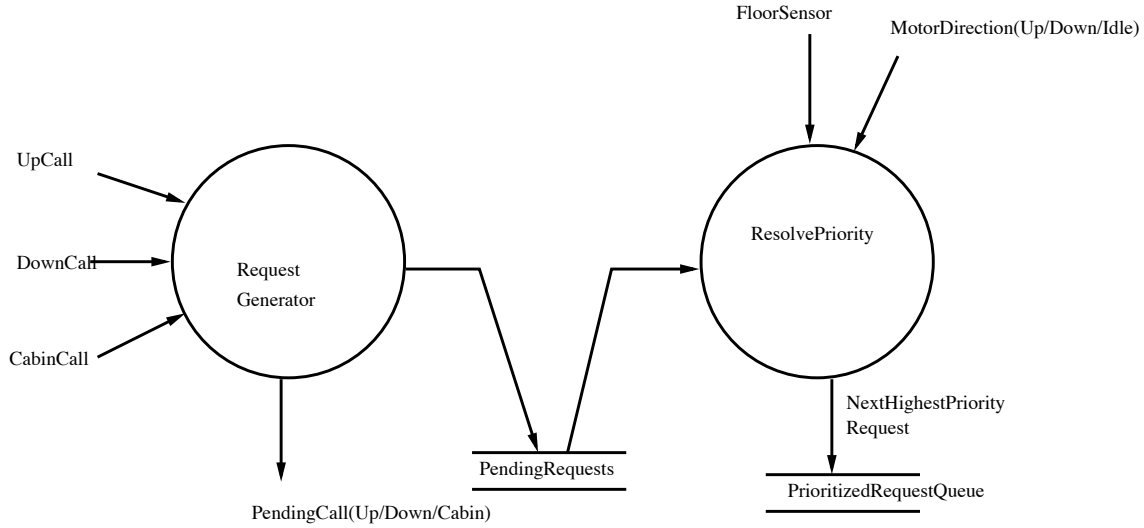 FloorSensor
MotorDirection(Up/Down/Idle)
UpCall
DownCall
CabinCall
Request
Generator
ResolvePriority
NextHighestPriority
Request
PendingRequests
PrioritizedRequestQueue
PendingCall(Up/Down/Cabin)